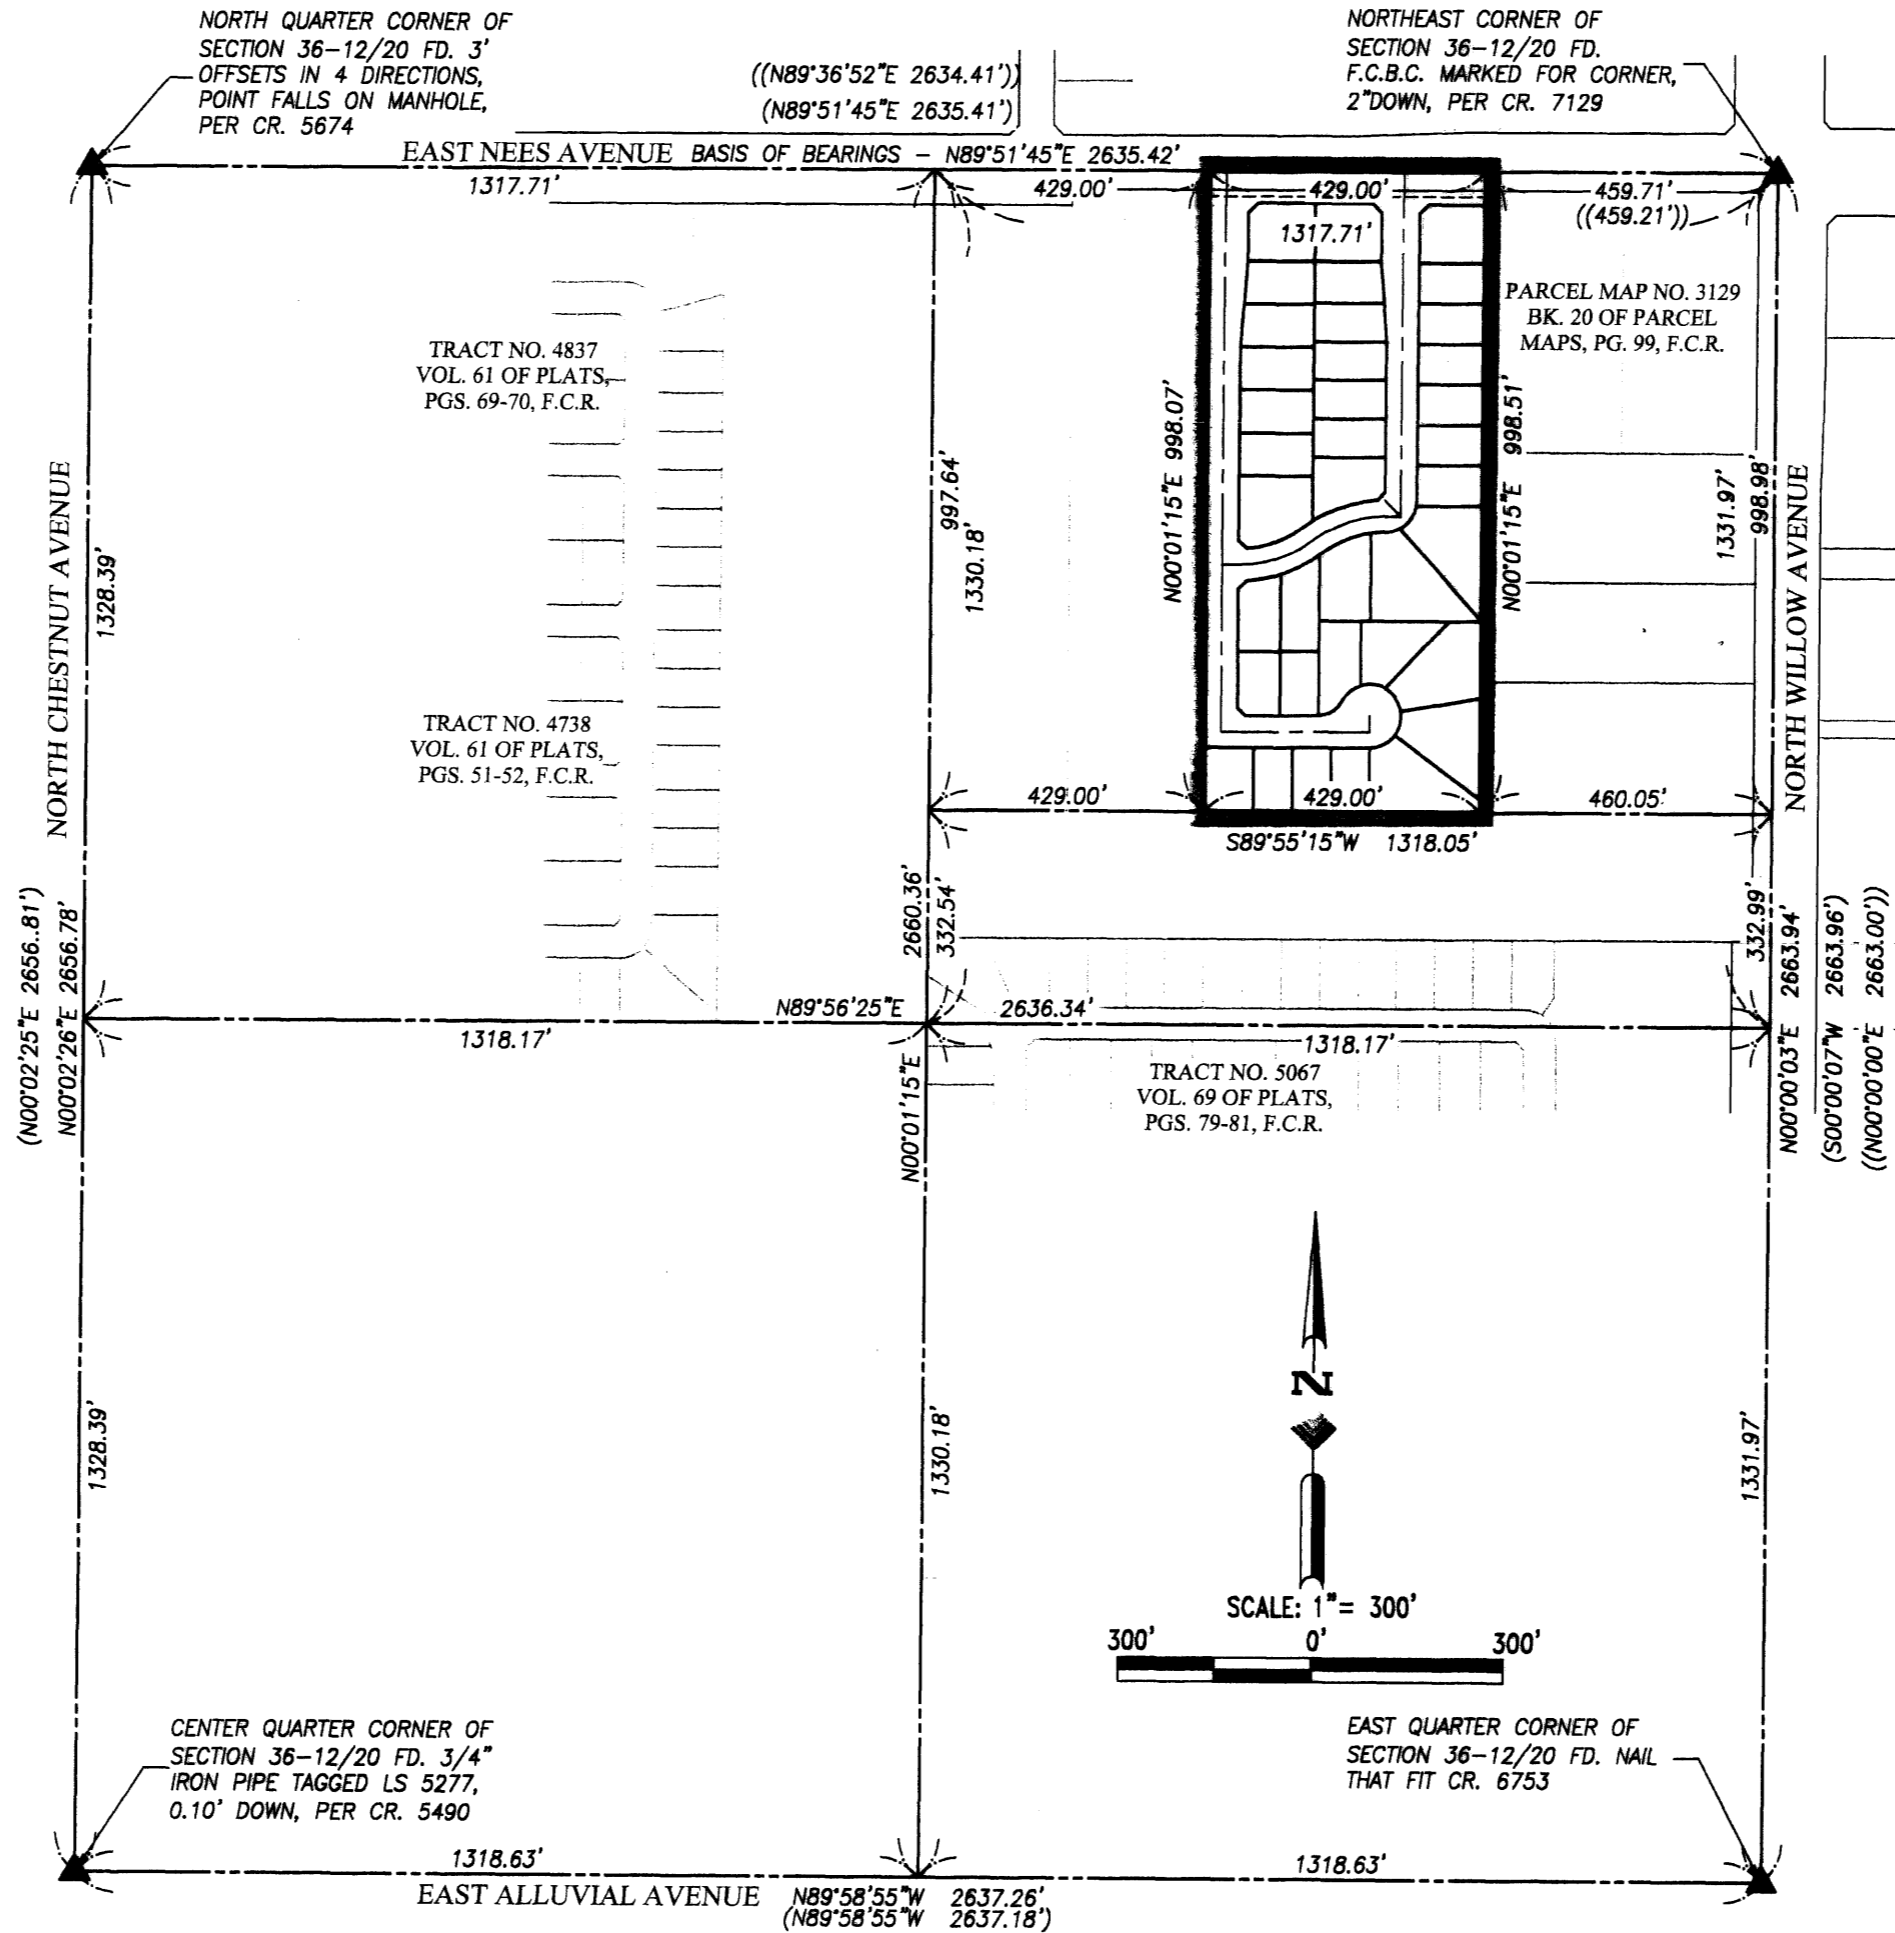 NORTH QUARTER CORNER OF
SECTION 36-12/20 FD. 3'
OFFSETS IN 4 DIRECTIONS,
POINT FALLS ON MANHOLE,
PER CR. 5674
((N89°36'52"E 2634.41'))
(N89°51'45"E 2635.41')
NORTHEAST CORNER OF
SECTION 36-12/20 FD.
F.C.B.C. MARKED FOR CORNER,
2"DOWN, PER CR. 7129
EAST NEES AVENUE BASIS OF BEARINGS - N89°51'45"E 2635.42'
1317.71'
429.00'
429.00'
459.71'
((459.21'))
1317.71'
PARCEL MAP NO. 3129
BK. 20 OF PARCEL
MAPS, PG. 99, F.C.R.
TRACT NO. 4837
VOL. 61 OF PLATS,
PGS. 69-70, F.C.R.
NORTH CHESTNUT AVENUE
1328.39'
997.64'
1330.18'
N00°01'15"E 998.07'
N00°01'15"E 998.51'
1331.97'
998.98'
NORTH WILLOW AVENUE
TRACT NO. 4738
VOL. 61 OF PLATS,
PGS. 51-52, F.C.R.
429.00'
429.00'
460.05'
S89°55'15"W 1318.05'
(N00°02'25"E 2656..81')
N00°02'26"E 2656.78'
2660.36'
332.54'
332.99'
N00°00'03"E 2663.94'
(S00°00'07"W 2663.96')
((N00°00'00"E 2663.00'))
N89°56'25"E 2636.34'
1318.17'
1318.17'
N00°01'15"E
TRACT NO. 5067
VOL. 69 OF PLATS,
PGS. 79-81, F.C.R.
N
1328.39'
1330.18'
1331.97'
SCALE: 1"= 300'
300' 0' 300'
CENTER QUARTER CORNER OF
SECTION 36-12/20 FD. 3/4"
IRON PIPE TAGGED LS 5277,
0.10' DOWN, PER CR. 5490
EAST QUARTER CORNER OF
SECTION 36-12/20 FD. NAIL
THAT FIT CR. 6753
1318.63'
1318.63'
EAST ALLUVIAL AVENUE N89°58'55"W 2637.26'
(N89°58'55"W 2637.18')